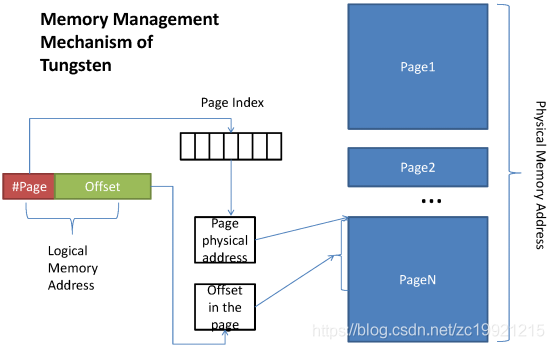 Memory Management
Mechanism of
Tungsten
Page Index
#Page
Offset
Logical
Memory
Address
Page
physical
address
Offset
in the
page
Page1
Page2
...
PageN
Physical Memory Address
https://blog.csdn.net/zc19921215